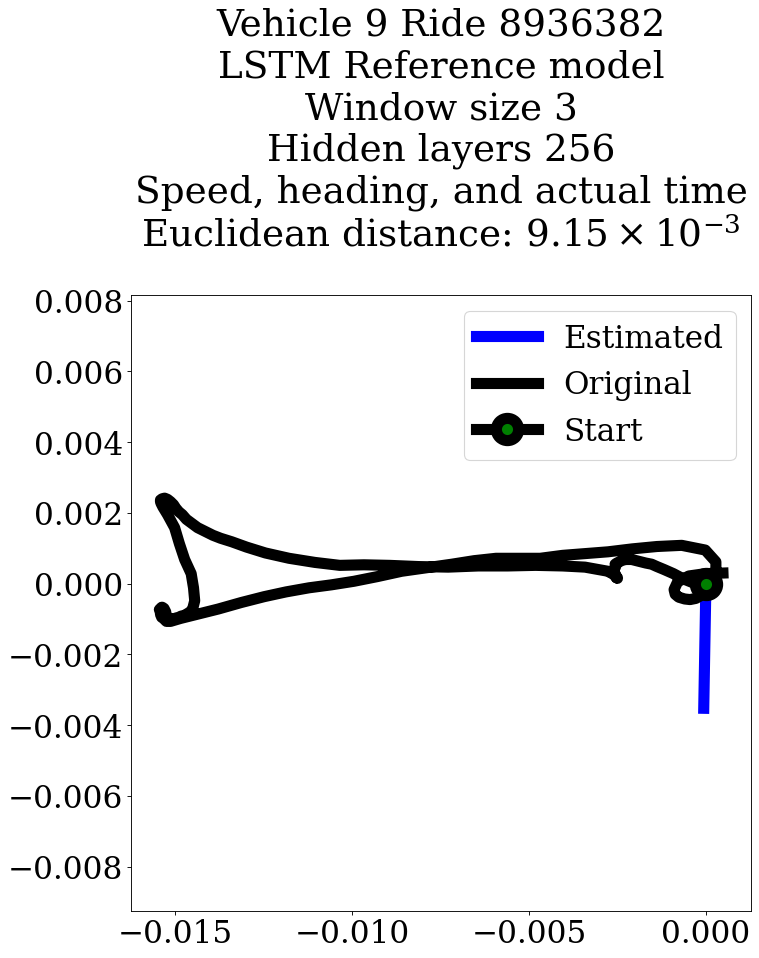 Vehicle 9 Ride 8936382
LSTM Reference model
Window size 3
Hidden layers 256
Speed, heading, and actual time
Euclidean distance: 9.15 × 10⁻³
Estimated
Original
Start
0.008
0.006
0.004
0.002
0.000
−0.002
−0.004
−0.006
−0.008
−0.015 −0.010 −0.005 0.000